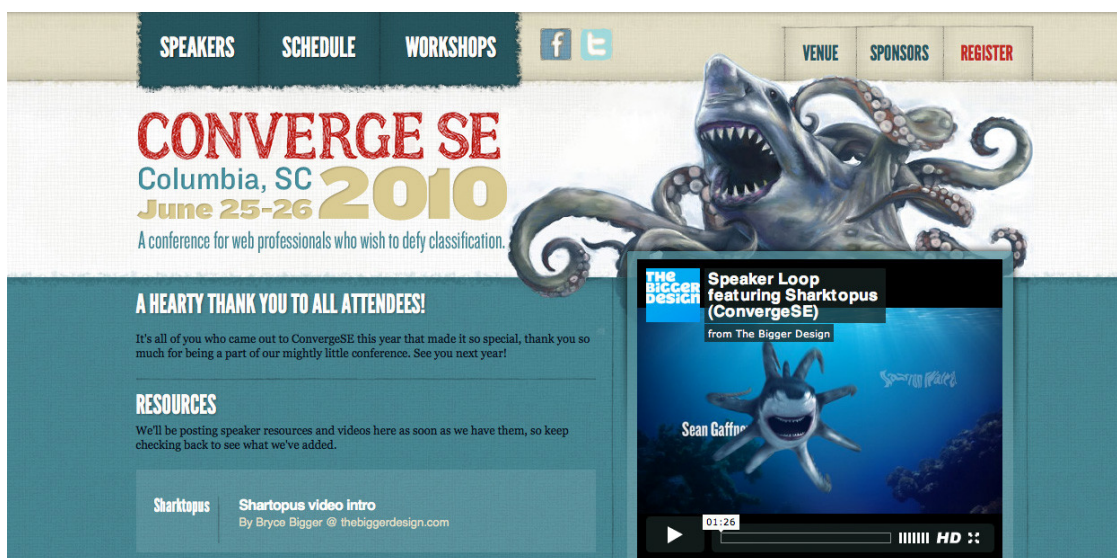 SPEAKERS
SCHEDULE
WORKSHOPS
f
t
VENUE
SPONSORS
REGISTER
CONVERGE SE
Columbia, SC
June 25-26
2010
A conference for web professionals who wish to defy classification.
A HEARTY THANK YOU TO ALL ATTENDEES!
It's all of you who came out to ConvergeSE this year that made it so special, thank you so
much for being a part of our mightly little conference. See you next year!
RESOURCES
We'll be posting speaker resources and videos here as soon as we have them, so keep
checking back to see what we've added.
Sharktopus
Shartopus video intro
By Bryce Bigger @ thebiggerdesign.com
THE
BIGGER
DESIGN
Speaker Loop
featuring Sharktopus
(ConvergeSE)
from The Bigger Design
Sean Gaffney
01:26
HD